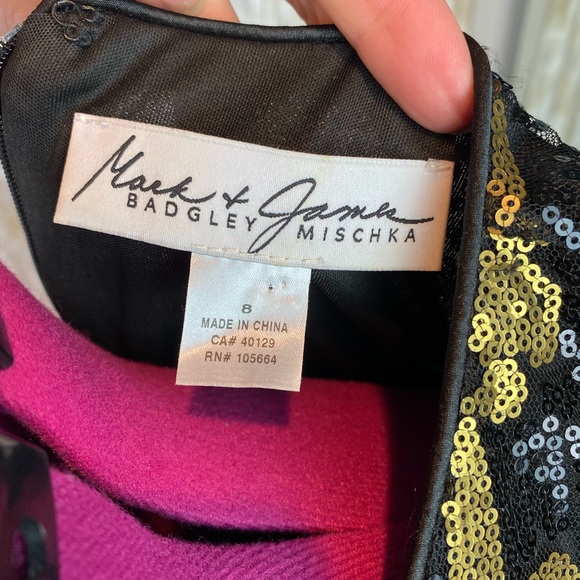 Mark + James
BADGLEY MISCHKA
8
MADE IN CHINA
CA# 40129
RN# 105664